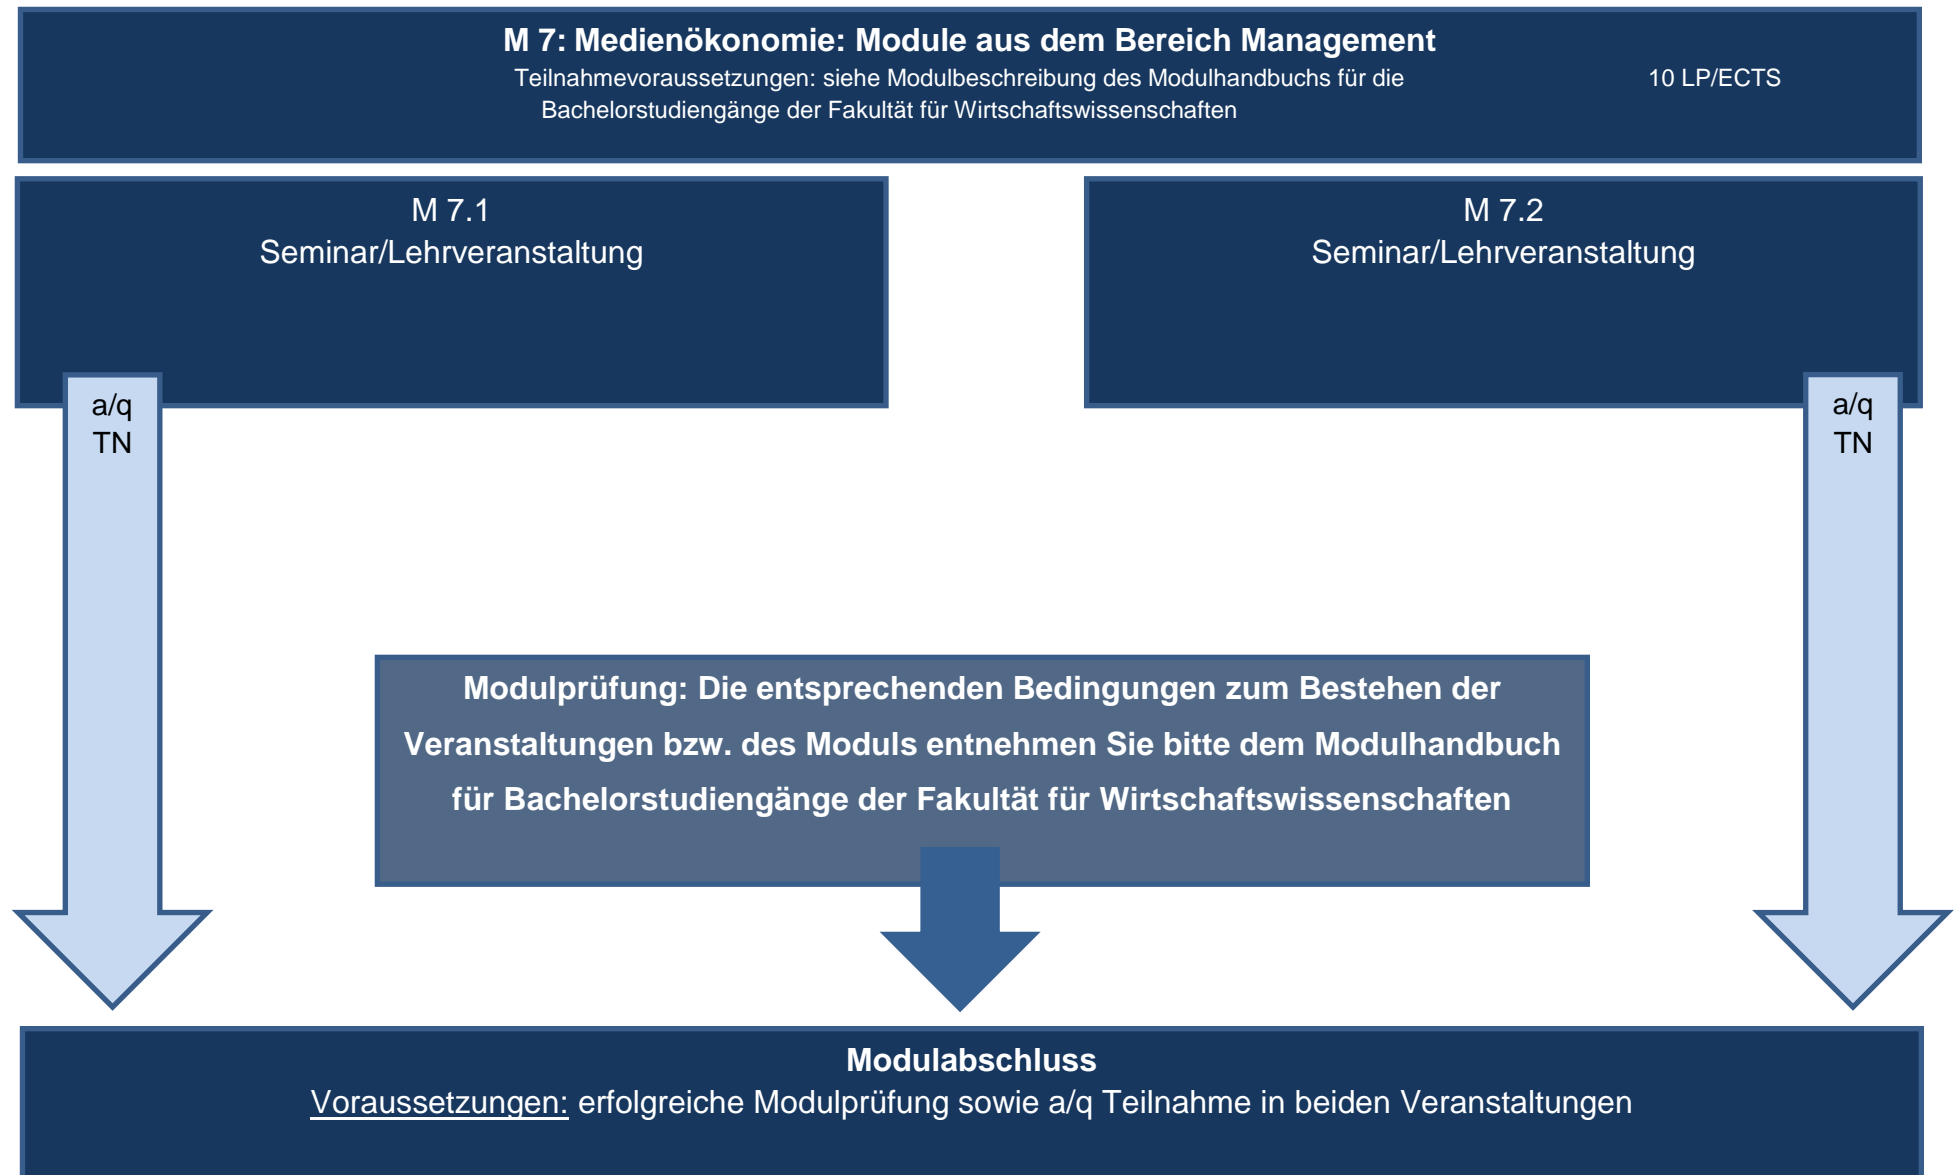 M 7: Medienökonomie: Module aus dem Bereich Management
Teilnahmevoraussetzungen: siehe Modulbeschreibung des Modulhandbuchs für die 10 LP/ECTS
Bachelorstudiengänge der Fakultät für Wirtschaftswissenschaften
M 7.1
Seminar/Lehrveranstaltung
M 7.2
Seminar/Lehrveranstaltung
a/q
TN
a/q
TN
Modulprüfung: Die entsprechenden Bedingungen zum Bestehen der
Veranstaltungen bzw. des Moduls entnehmen Sie bitte dem Modulhandbuch
für Bachelorstudiengänge der Fakultät für Wirtschaftswissenschaften
Modulabschluss
Voraussetzungen: erfolgreiche Modulprüfung sowie a/q Teilnahme in beiden Veranstaltungen